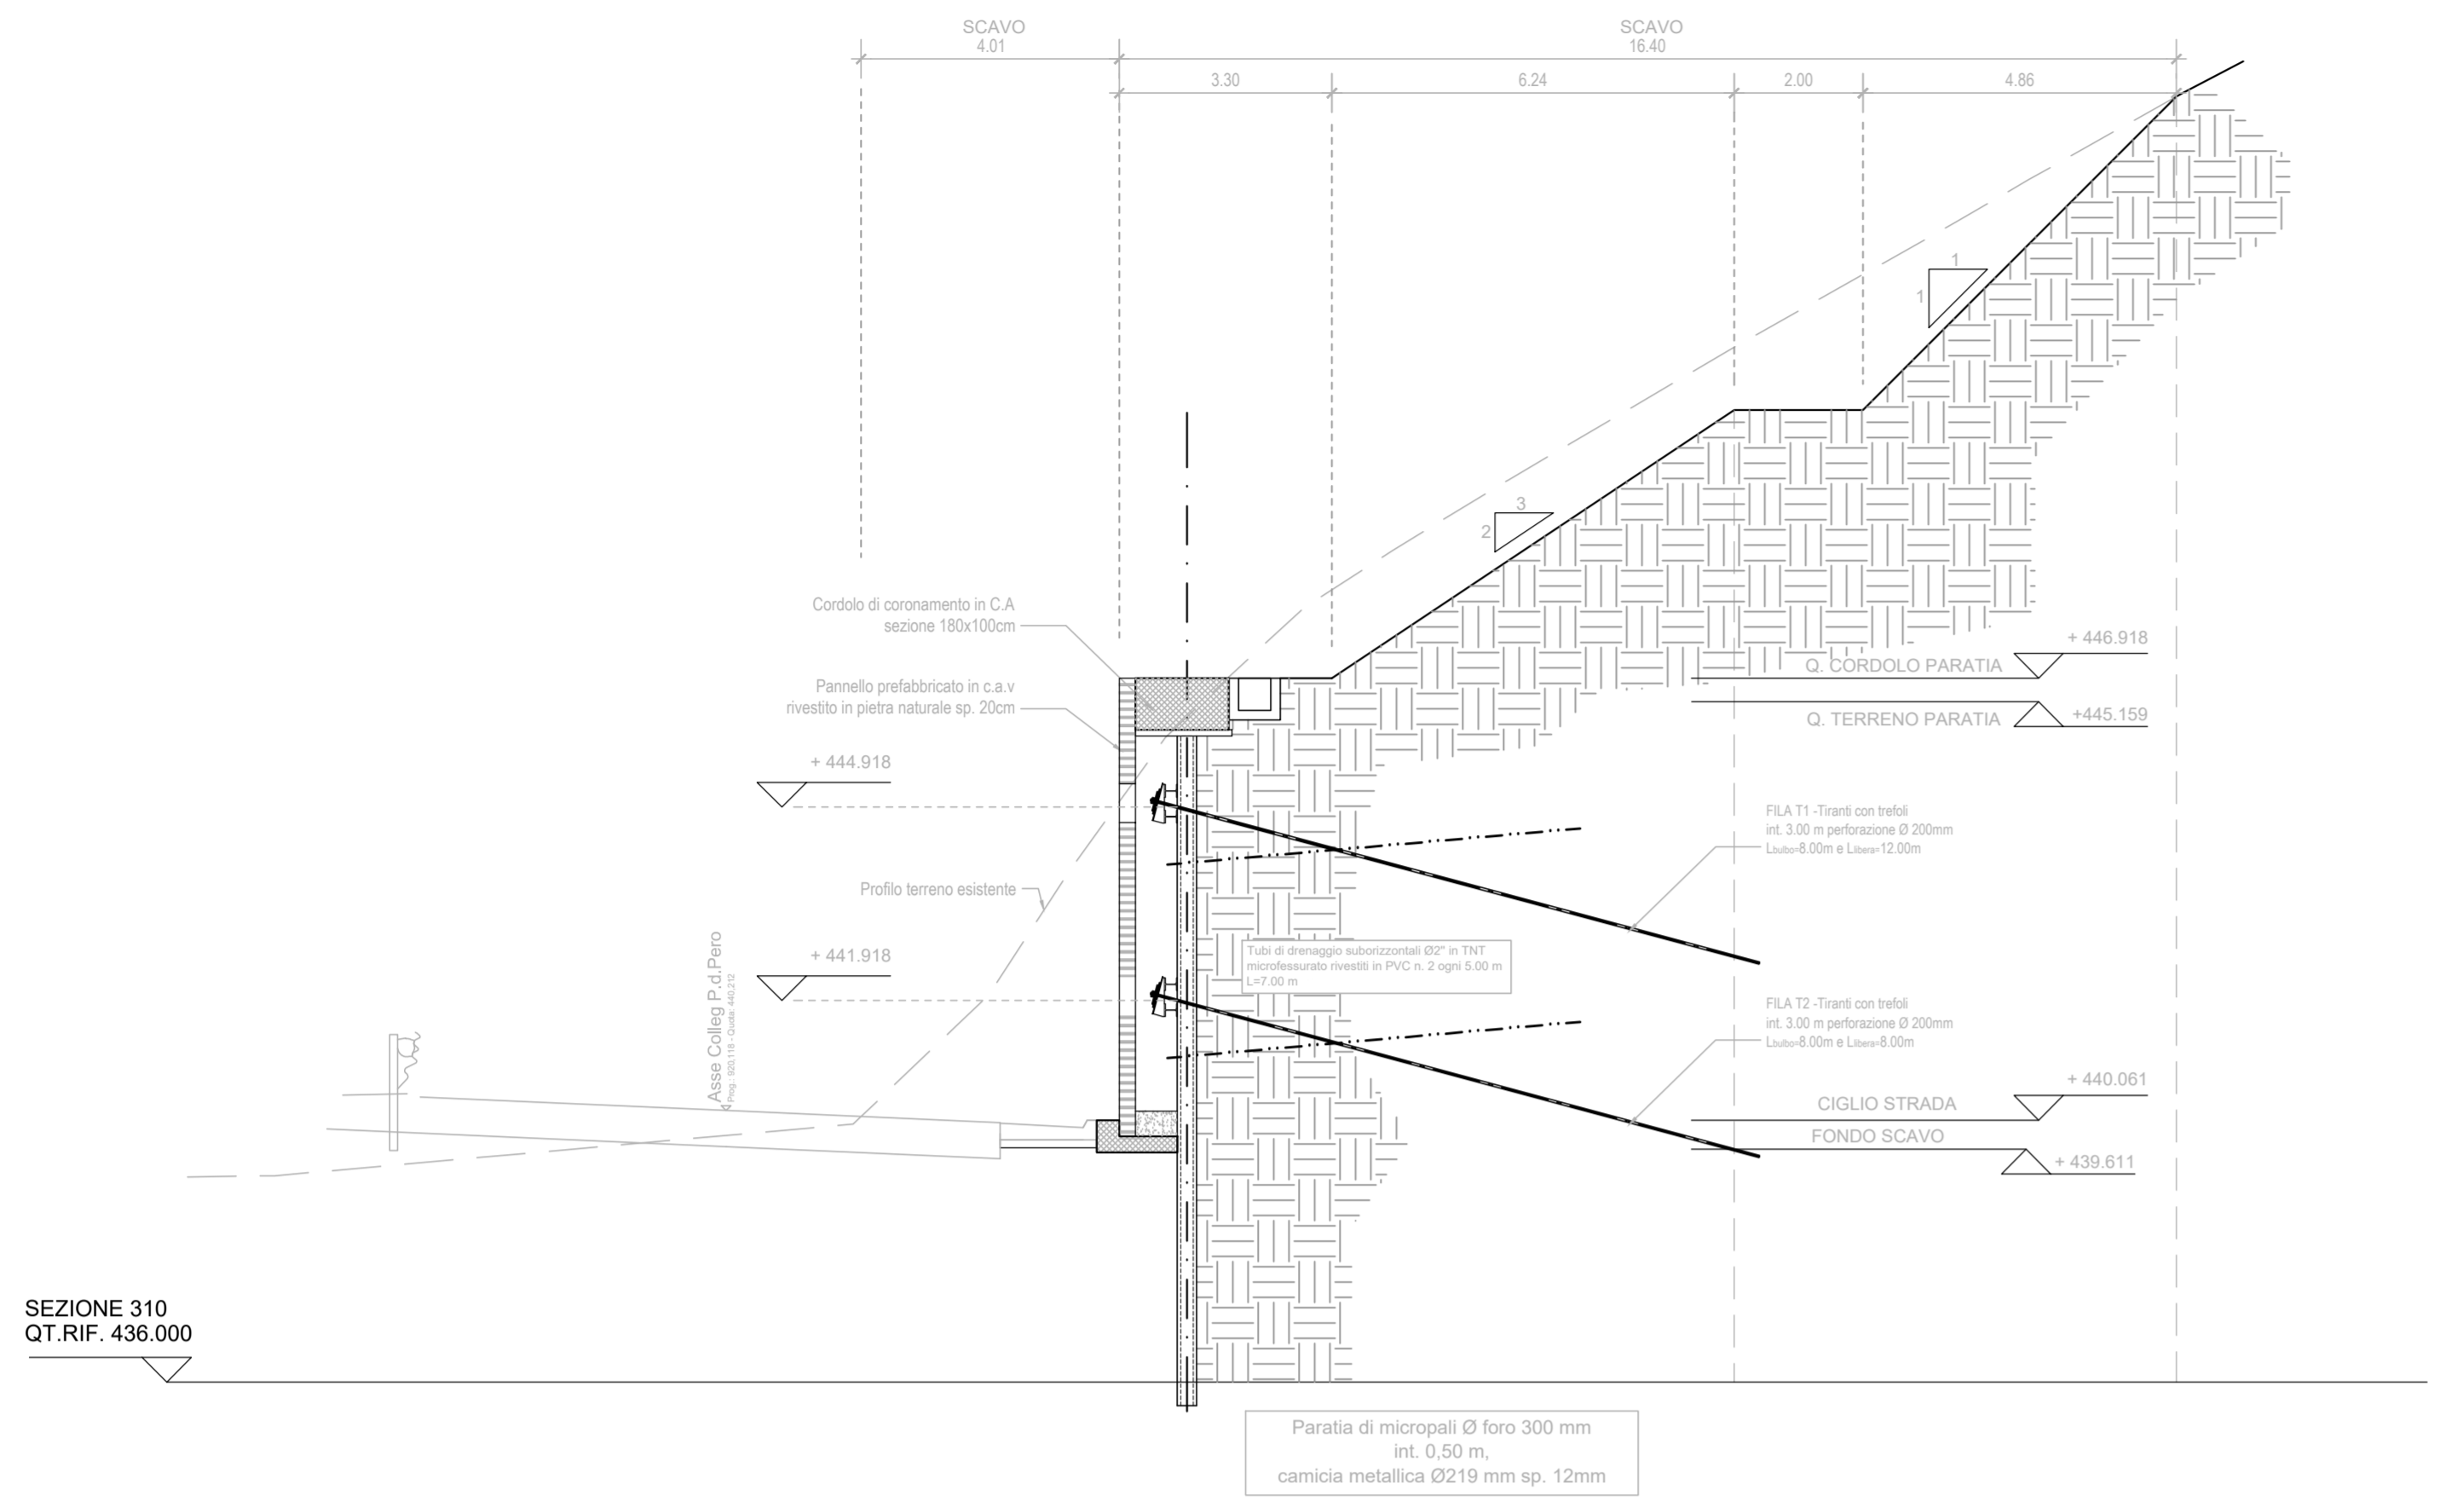 SCAVO
4.01
SCAVO
16.40
3.30
6.24
2.00
4.86
1
1
3
2
Cordolo di coronamento in C.A
sezione 180x100cm
Pannello prefabbricato in c.a.v
rivestito in pietra naturale sp. 20cm
+ 446.918
Q. CORDOLO PARATIA
Q. TERRENO PARATIA
+445.159
+ 444.918
FILA T1 -Tiranti con trefoli
int. 3.00 m perforazione Ø 200mm
Lbulbo=8.00m e Llibera=12.00m
Profilo terreno esistente
+ 441.918
Tubi di drenaggio suborizzontali Ø2" in TNT
microfessurato rivestiti in PVC n. 2 ogni 5.00 m
L=7.00 m
Asse Colleg P.d.Pero
Prog.: 920.118 - Quota: 440.212
FILA T2 -Tiranti con trefoli
int. 3.00 m perforazione Ø 200mm
Lbulbo=8.00m e Llibera=8.00m
+ 440.061
CIGLIO STRADA
FONDO SCAVO
+ 439.611
SEZIONE 310
QT.RIF. 436.000
Paratia di micropali Ø foro 300 mm
int. 0,50 m,
camicia metallica Ø219 mm sp. 12mm